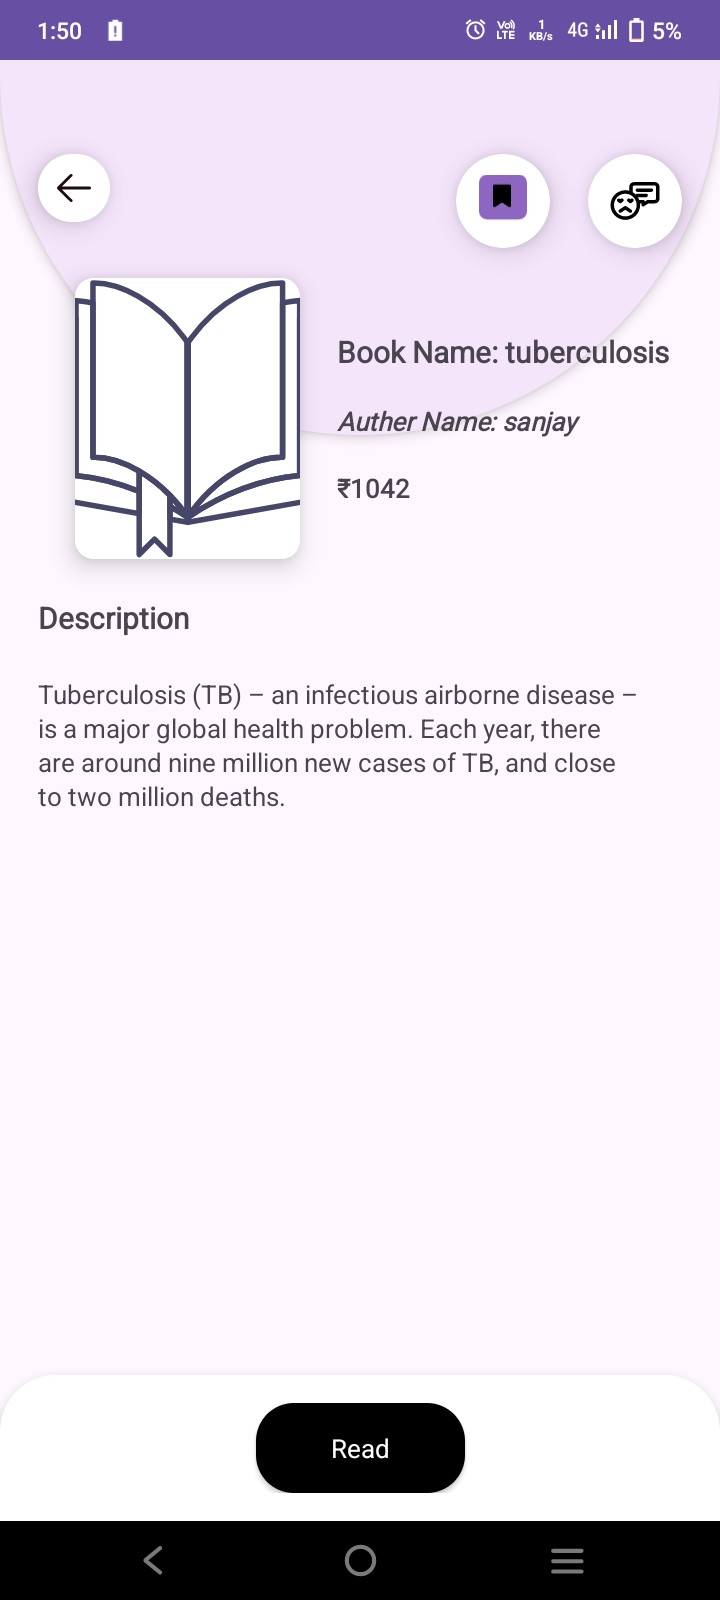 1:50
Vo) LTE 1 KB/s 4G 5%
Book Name: tuberculosis
Auther Name: sanjay
₹1042
Description
Tuberculosis (TB) – an infectious airborne disease –
is a major global health problem. Each year, there
are around nine million new cases of TB, and close
to two million deaths.
Read